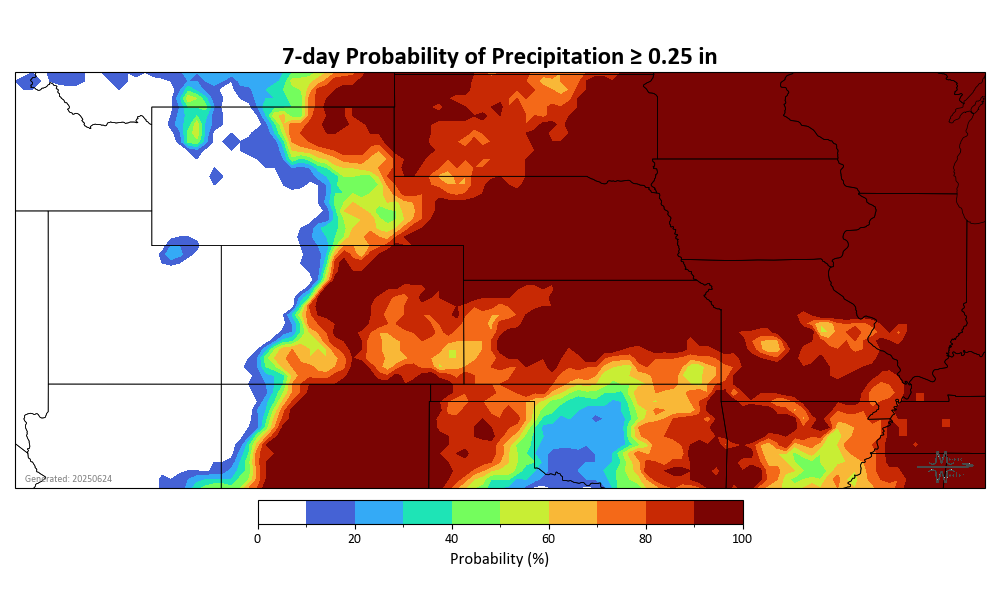 7-day Probability of Precipitation ≥ 0.25 in
Generated: 20250624
0 20 40 60 80 100
Probability (%)